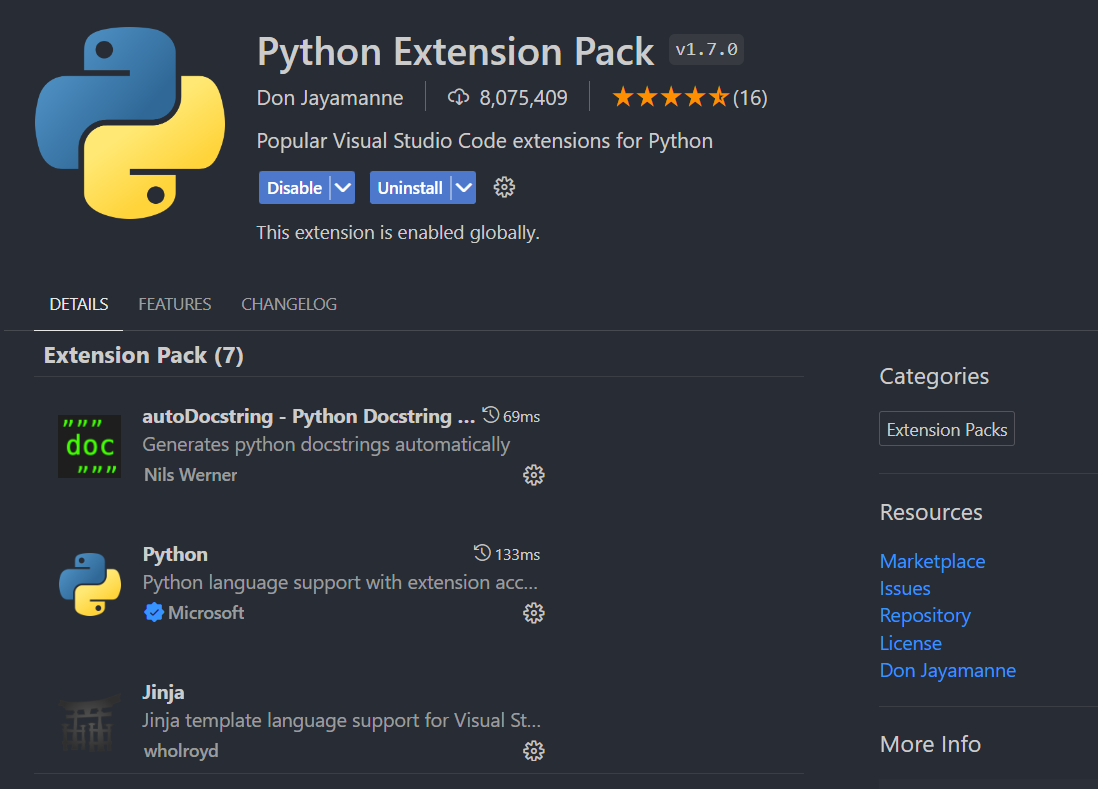 Python Extension Pack v1.7.0
Don Jayamanne 8,075,409 (16)
Popular Visual Studio Code extensions for Python
Disable Uninstall
This extension is enabled globally.
DETAILS FEATURES CHANGELOG
Extension Pack (7)
"""
doc
"""
autoDocstring - Python Docstring ... 69ms
Generates python docstrings automatically
Nils Werner
Python 133ms
Python language support with extension acc...
Microsoft
Jinja
Jinja template language support for Visual St...
wholroyd
Categories
Extension Packs
Resources
Marketplace
Issues
Repository
License
Don Jayamanne
More Info